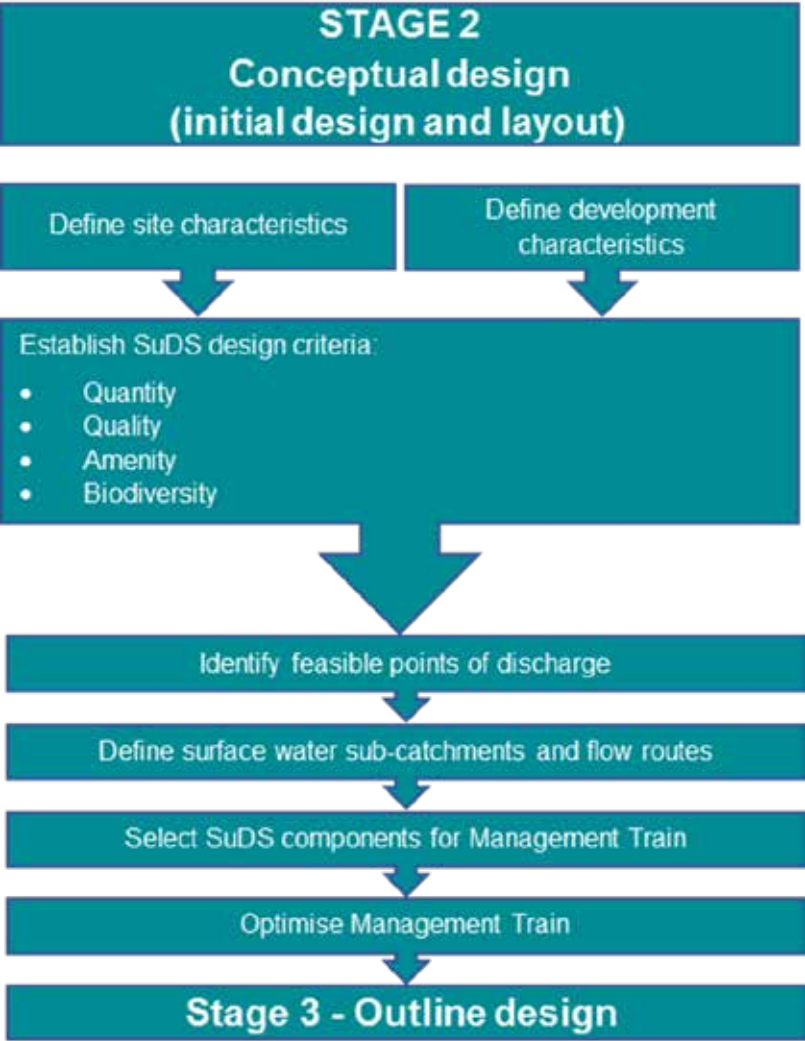 STAGE 2
Conceptual design
(initial design and layout)
Define site characteristics
Define development
characteristics
Establish SuDS design criteria:
• Quantity
• Quality
• Amenity
• Biodiversity
Identify feasible points of discharge
Define surface water sub-catchments and flow routes
Select SuDS components for Management Train
Optimise Management Train
Stage 3 - Outline design